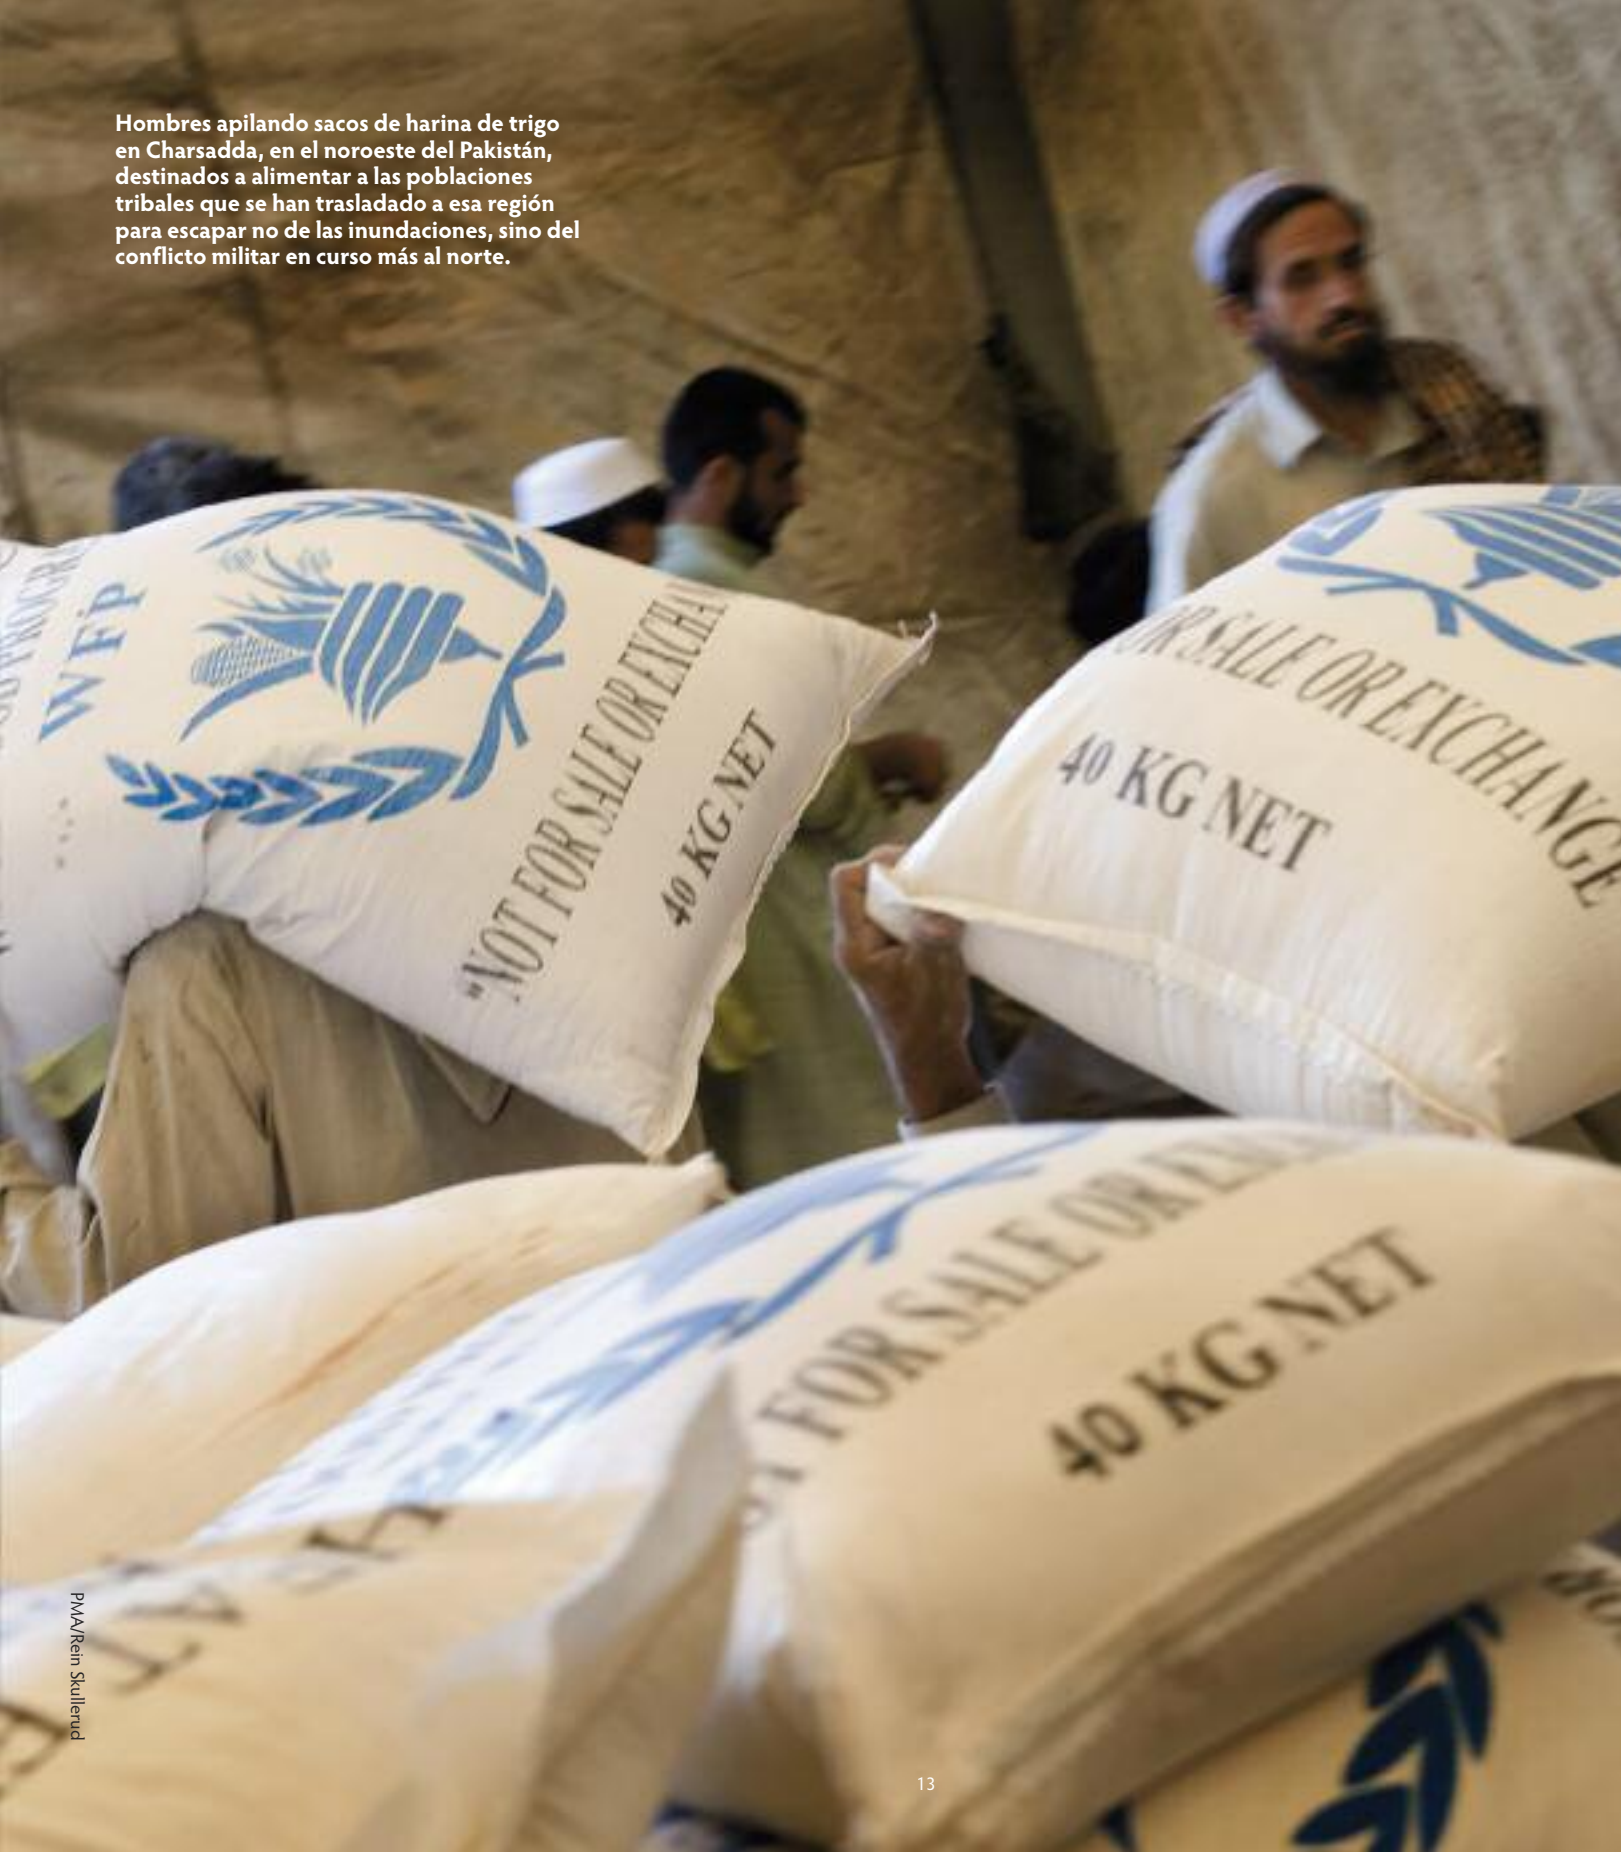 Hombres apilando sacos de harina de trigo
en Charsadda, en el noroeste del Pakistán,
destinados a alimentar a las poblaciones
tribales que se han trasladado a esa región
para escapar no de las inundaciones, sino del
conflicto militar en curso más al norte.
WFP
"NOT FOR SALE OR EXCHA
40 KG NET
OR SALE OR EXCHANGE
40 KG NET
FOR SALE OR
40 KG NET
PMA/Rein Skullerud
13